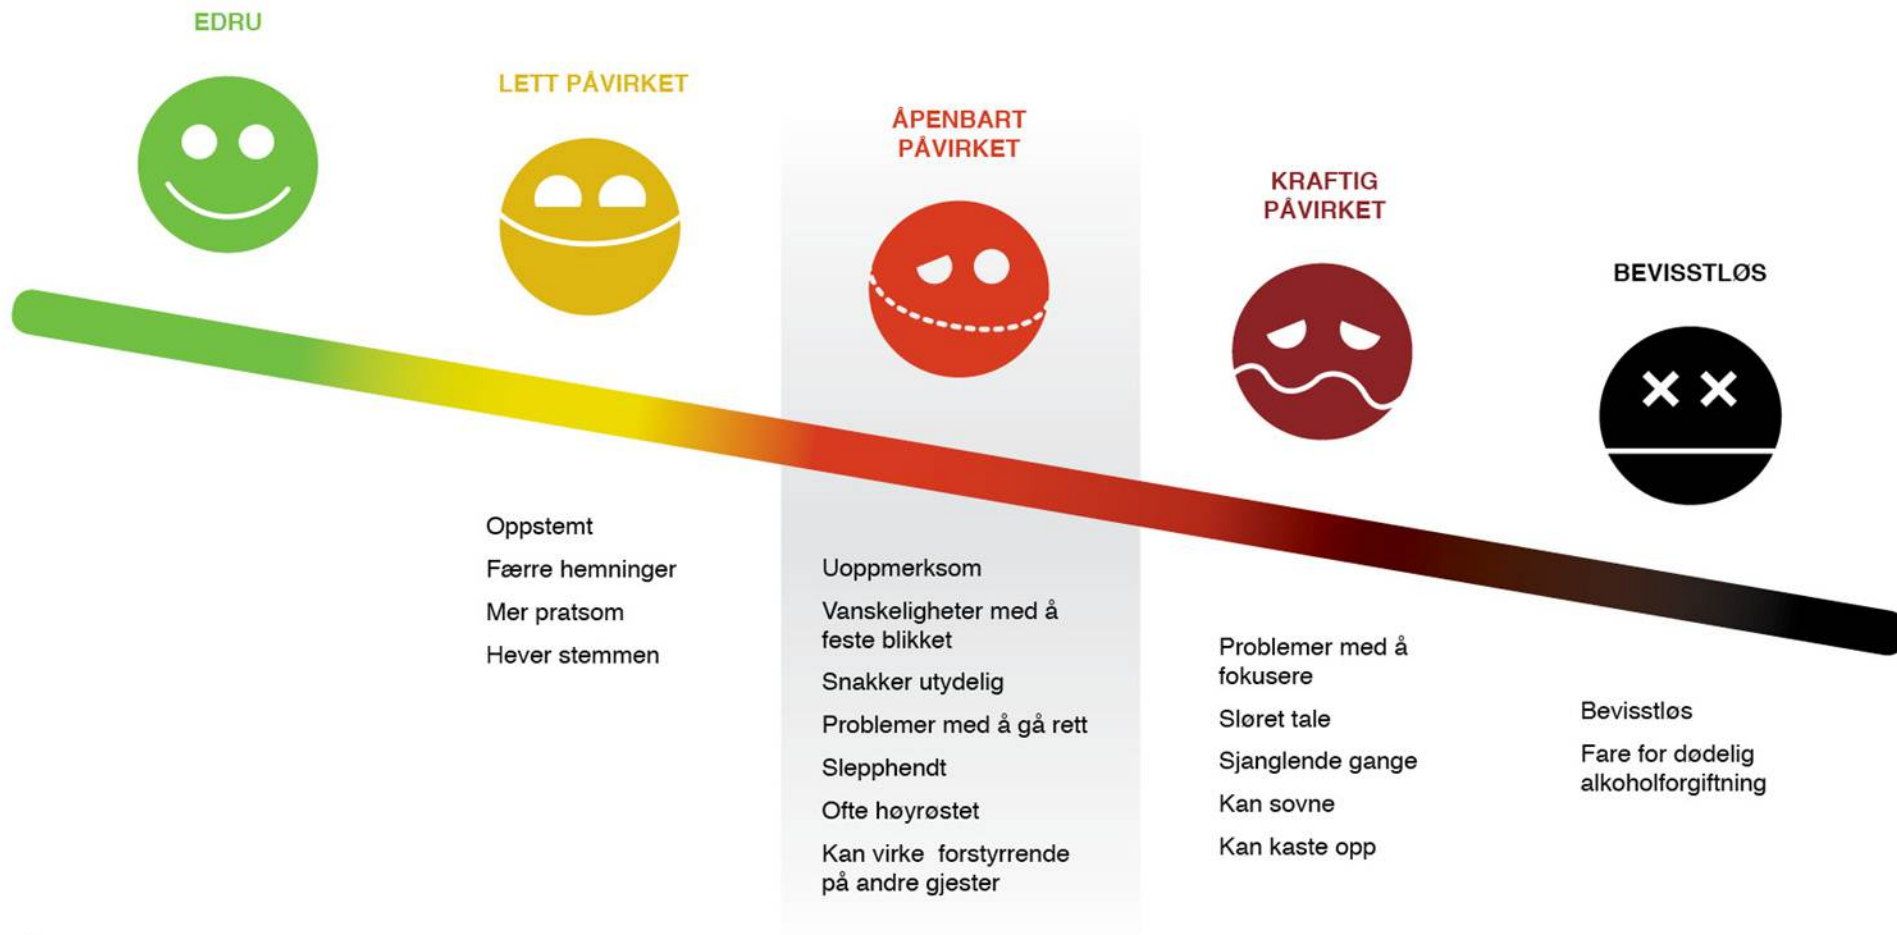 EDRU
LETT PÅVIRKET
ÅPENBART
PÅVIRKET
KRAFTIG
PÅVIRKET
BEVISSTLØS
Oppstemt
Færre hemninger
Mer pratsom
Hever stemmen
Uoppmerksom
Vanskeligheter med å
feste blikket
Snakker utydelig
Problemer med å gå rett
Slepphendt
Ofte høyrøstet
Kan virke forstyrrende
på andre gjester
Problemer med å
fokusere
Sløret tale
Sjanglende gange
Kan sovne
Kan kaste opp
Bevisstløs
Fare for dødelig
alkoholforgiftning